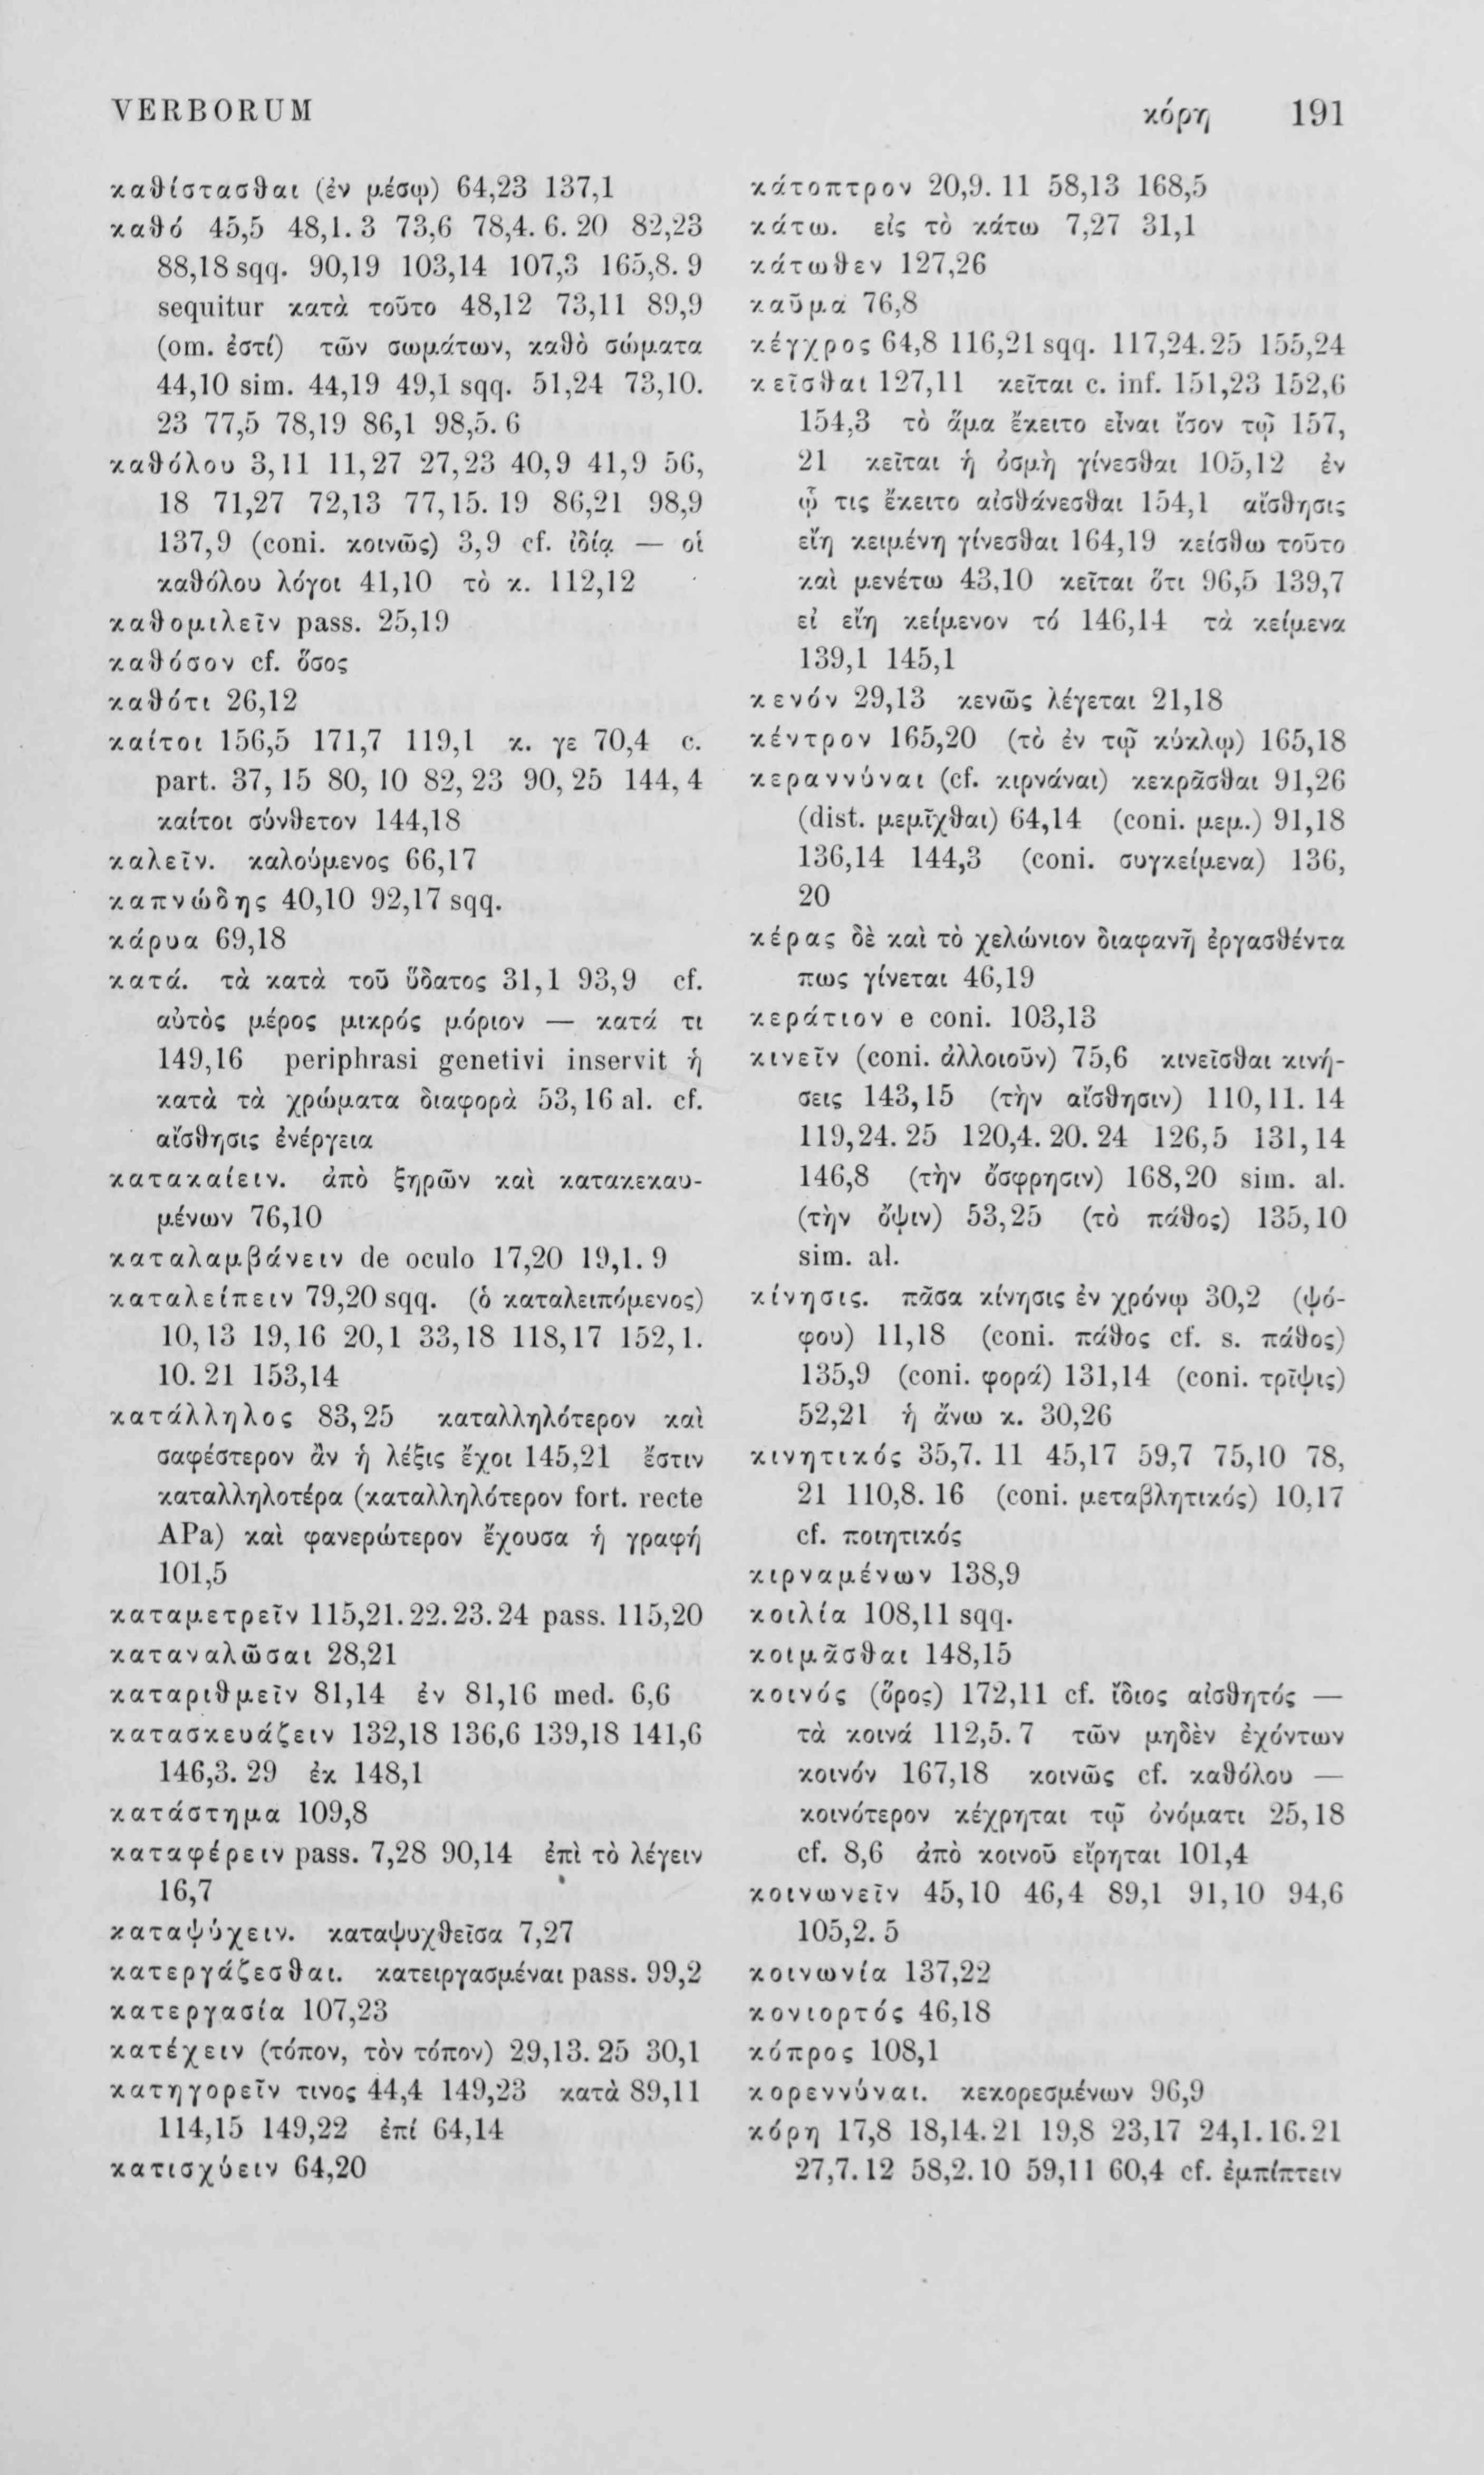 VERBORUM κόρη 191
καθίστασθαι (ἐν μέσῳ) 64,23 137,1
καθό 45,5 48,1. 3 73,6 78,4. 6. 20 82,23
88,18 sqq. 90,19 103,14 107,3 165,8. 9
sequitur κατὰ τοῦτο 48,12 73,11 89,9
(om. ἐστί) τῶν σωμάτων, καθὸ σώματα
44,10 sim. 44,19 49,1 sqq. 51,24 73,10.
23 77,5 78,19 86,1 98,5. 6
καθόλου 3,11 11,27 27,23 40,9 41,9 56,
18 71,27 72,13 77,15. 19 86,21 98,9
137,9 (coni. κοινῶς) 3,9 cf. ἰδίᾳ — οἱ
καθόλου λόγοι 41,10 τὸ κ. 112,12
καθομιλεῖν pass. 25,19
καθόσον cf. ὅσος
καθότι 26,12
καίτοι 156,5 171,7 119,1 κ. γε 70,4 c.
part. 37, 15 80, 10 82, 23 90, 25 144, 4
καίτοι σύνθετον 144,18
καλεῖν. καλούμενος 66,17
καπνώδης 40,10 92,17 sqq.
κάρυα 69,18
κατά. τὰ κατὰ τοῦ ὕδατος 31,1 93,9 cf.
αὐτὸς μέρος μικρός μόριον — κατά τι
149,16 periphrasi genetivi inservit ἡ
κατὰ τὰ χρώματα διαφορὰ 53,16 al. cf.
αἴσθησις ἐνέργεια
κατακαίειν. ἀπὸ ξηρῶν καὶ κατακεκαυ-
μένων 76,10
καταλαμβάνειν de oculo 17,20 19,1. 9
καταλείπειν 79,20 sqq. (ὁ καταλειπόμενος)
10,13 19,16 20,1 33,18 118,17 152,1.
10. 21 153,14
κατάλληλος 83,25 καταλληλότερον καὶ
σαφέστερον ἂν ἡ λέξις ἔχοι 145,21 ἔστιν
καταλληλοτέρα (καταλληλότερον fort. recte
APa) καὶ φανερώτερον ἔχουσα ἡ γραφή
101,5
καταμετρεῖν 115,21. 22. 23. 24 pass. 115,20
καταναλῶσαι 28,21
καταριθμεῖν 81,14 ἐν 81,16 med. 6,6
κατασκευάζειν 132,18 136,6 139,18 141,6
146,3. 29 ἐκ 148,1
κατάστημα 109,8
καταφέρειν pass. 7,28 90,14 ἐπὶ τὸ λέγειν
16,7
καταψύχειν. καταψυχθεῖσα 7,27
κατεργάζεσθαι. κατειργασμέναι pass. 99,2
κατεργασία 107,23
κατέχειν (τόπον, τὸν τόπον) 29,13. 25 30,1
κατηγορεῖν τινος 44,4 149,23 κατὰ 89,11
114,15 149,22 ἐπί 64,14
κατισχύειν 64,20
κάτοπτρον 20,9. 11 58,13 168,5
κάτω. εἰς τὸ κάτω 7,27 31,1
κάτωθεν 127,26
καῦμα 76,8
κέγχρος 64,8 116,21 sqq. 117,24. 25 155,24
κεῖσθαι 127,11 κεῖται c. inf. 151,23 152,6
154,3 τὸ ἅμα ἔκειτο εἶναι ἴσον τῷ 157,
21 κεῖται ἡ ὀσμὴ γίνεσθαι 105,12 ἐν
ᾧ τις ἔκειτο αἰσθάνεσθαι 154,1 αἴσθησις
εἴη κειμένη γίνεσθαι 164,19 κείσθω τοῦτο
καὶ μενέτω 43,10 κεῖται ὅτι 96,5 139,7
εἰ εἴη κείμενον τό 146,14 τὰ κείμενα
139,1 145,1
κενόν 29,13 κενῶς λέγεται 21,18
κέντρον 165,20 (τὸ ἐν τῷ κύκλῳ) 165,18
κεραννύναι (cf. κιρνάναι) κεκρᾶσθαι 91,26
(dist. μεμῖχθαι) 64,14 (coni. μεμ.) 91,18
136,14 144,3 (coni. συγκείμενα) 136,
20
κέρας δὲ καὶ τὸ χελώνιον διαφανῆ ἐργασθέντα
πως γίνεται 46,19
κεράτιον e coni. 103,13
κινεῖν (coni. ἀλλοιοῦν) 75,6 κινεῖσθαι κινή-
σεις 143,15 (τὴν αἴσθησιν) 110,11. 14
119,24. 25 120,4. 20. 24 126,5 131,14
146,8 (τὴν ὄσφρησιν) 168,20 sim. al.
(τὴν ὄψιν) 53,25 (τὸ πάθος) 135,10
sim. al.
κίνησις. πᾶσα κίνησις ἐν χρόνῳ 30,2 (ψό-
φου) 11,18 (coni. πάθος cf. s. πάθος)
135,9 (coni. φορά) 131,14 (coni. τρῖψις)
52,21 ἡ ἄνω κ. 30,26
κινητικός 35,7. 11 45,17 59,7 75,10 78,
21 110,8. 16 (coni. μεταβλητικός) 10,17
cf. ποιητικός
κιρναμένων 138,9
κοιλία 108,11 sqq.
κοιμᾶσθαι 148,15
κοινός (ὅρος) 172,11 cf. ἴδιος αἰσθητός —
τὰ κοινά 112,5. 7 τῶν μηδὲν ἐχόντων
κοινόν 167,18 κοινῶς cf. καθόλου —
κοινότερον κέχρηται τῷ ὀνόματι 25,18
cf. 8,6 ἀπὸ κοινοῦ εἴρηται 101,4
κοινωνεῖν 45,10 46,4 89,1 91,10 94,6
105,2. 5
κοινωνία 137,22
κονιορτός 46,18
κόπρος 108,1
κορεννύναι. κεκορεσμένων 96,9
κόρη 17,8 18,14. 21 19,8 23,17 24,1. 16. 21
27,7. 12 58,2. 10 59,11 60,4 cf. ἐμπίπτειν